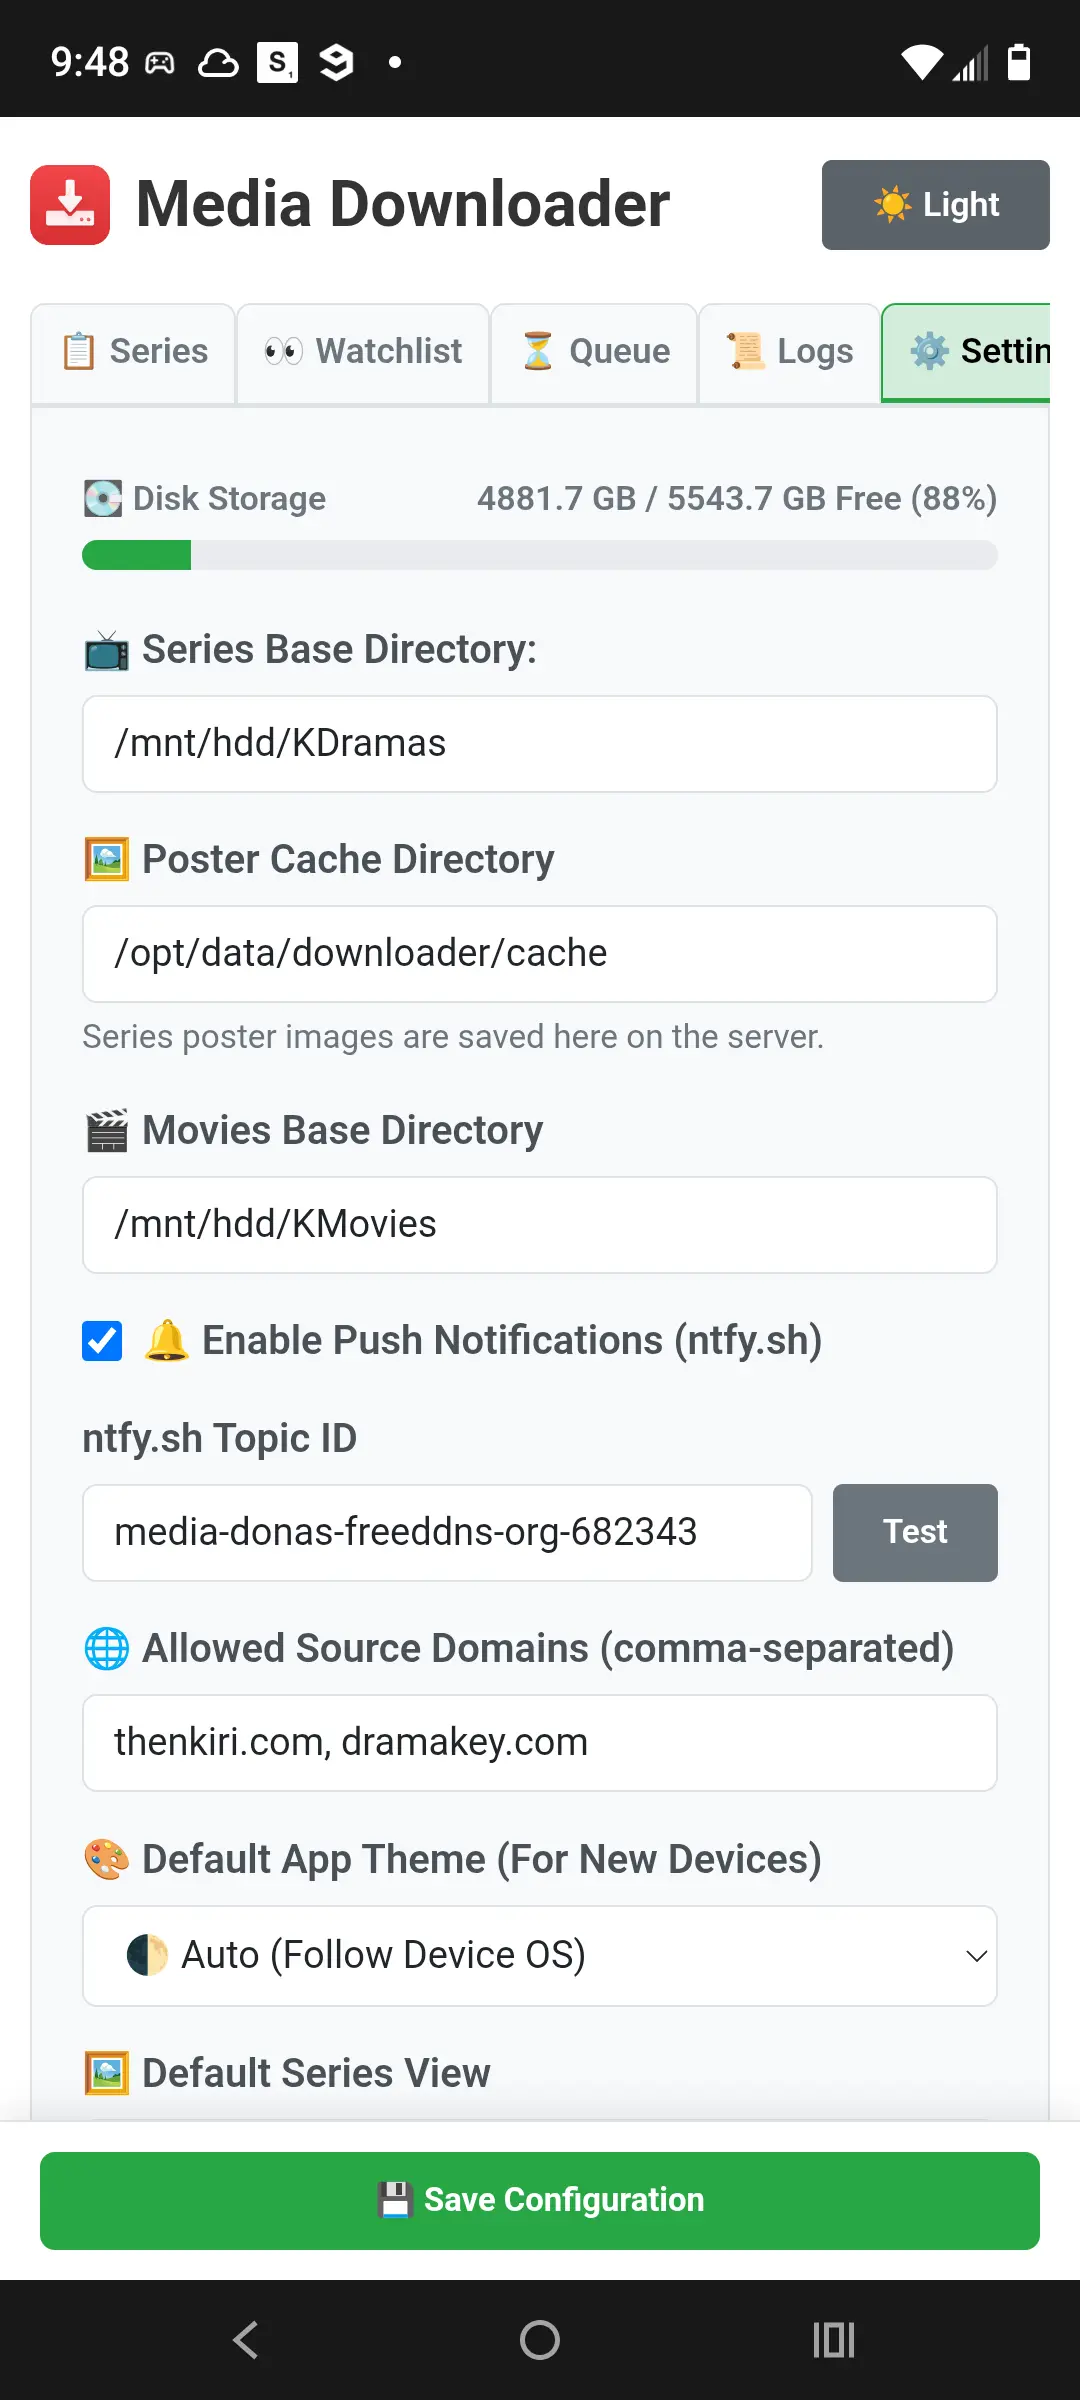 9:48
Media Downloader
☀️ Light
📋 Series
👀 Watchlist
⏳ Queue
📜 Logs
⚙️ Settin
💽 Disk Storage
4881.7 GB / 5543.7 GB Free (88%)
📺 Series Base Directory:
/mnt/hdd/KDramas
🖼️ Poster Cache Directory
/opt/data/downloader/cache
Series poster images are saved here on the server.
🎬 Movies Base Directory
/mnt/hdd/KMovies
🔔 Enable Push Notifications (ntfy.sh)
ntfy.sh Topic ID
media-donas-freeddns-org-682343
Test
🌐 Allowed Source Domains (comma-separated)
thenkiri.com, dramakey.com
🎨 Default App Theme (For New Devices)
🌓 Auto (Follow Device OS)
🖼️ Default Series View
💾 Save Configuration